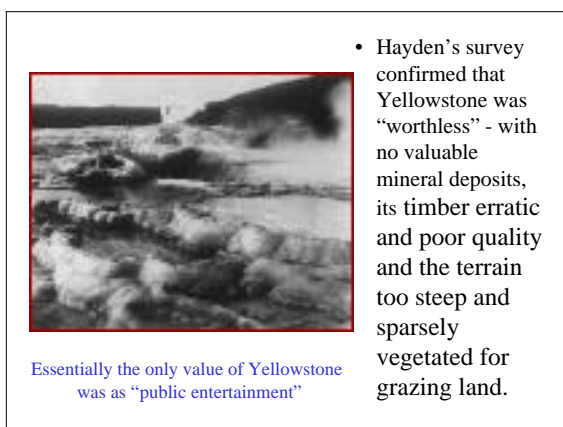 • Hayden's survey
confirmed that
Yellowstone was
“worthless” - with
no valuable
mineral deposits,
its timber erratic
and poor quality
and the terrain
too steep and
sparsely
vegetated for
grazing land.
Essentially the only value of Yellowstone
was as “public entertainment”